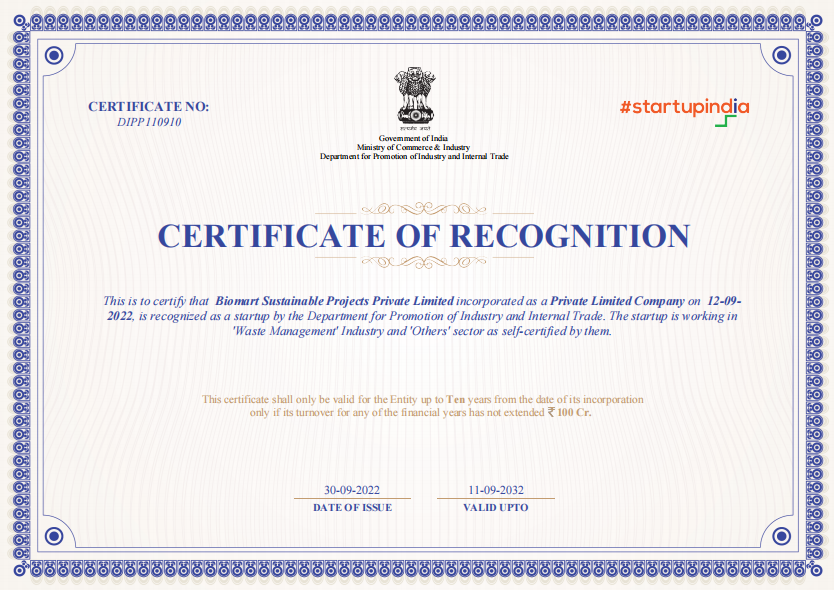 CERTIFICATE NO:
DIPP110910
सत्यमेव जयते
Government of India
Ministry of Commerce & Industry
Department for Promotion of Industry and Internal Trade
#startupindia
CERTIFICATE OF RECOGNITION
This is to certify that Biomart Sustainable Projects Private Limited incorporated as a Private Limited Company on 12-09-
2022, is recognized as a startup by the Department for Promotion of Industry and Internal Trade. The startup is working in
'Waste Management' Industry and 'Others' sector as self-certified by them.
This certificate shall only be valid for the Entity up to Ten years from the date of its incorporation
only if its turnover for any of the financial years has not extended ₹ 100 Cr.
30-09-2022
DATE OF ISSUE
11-09-2032
VALID UPTO